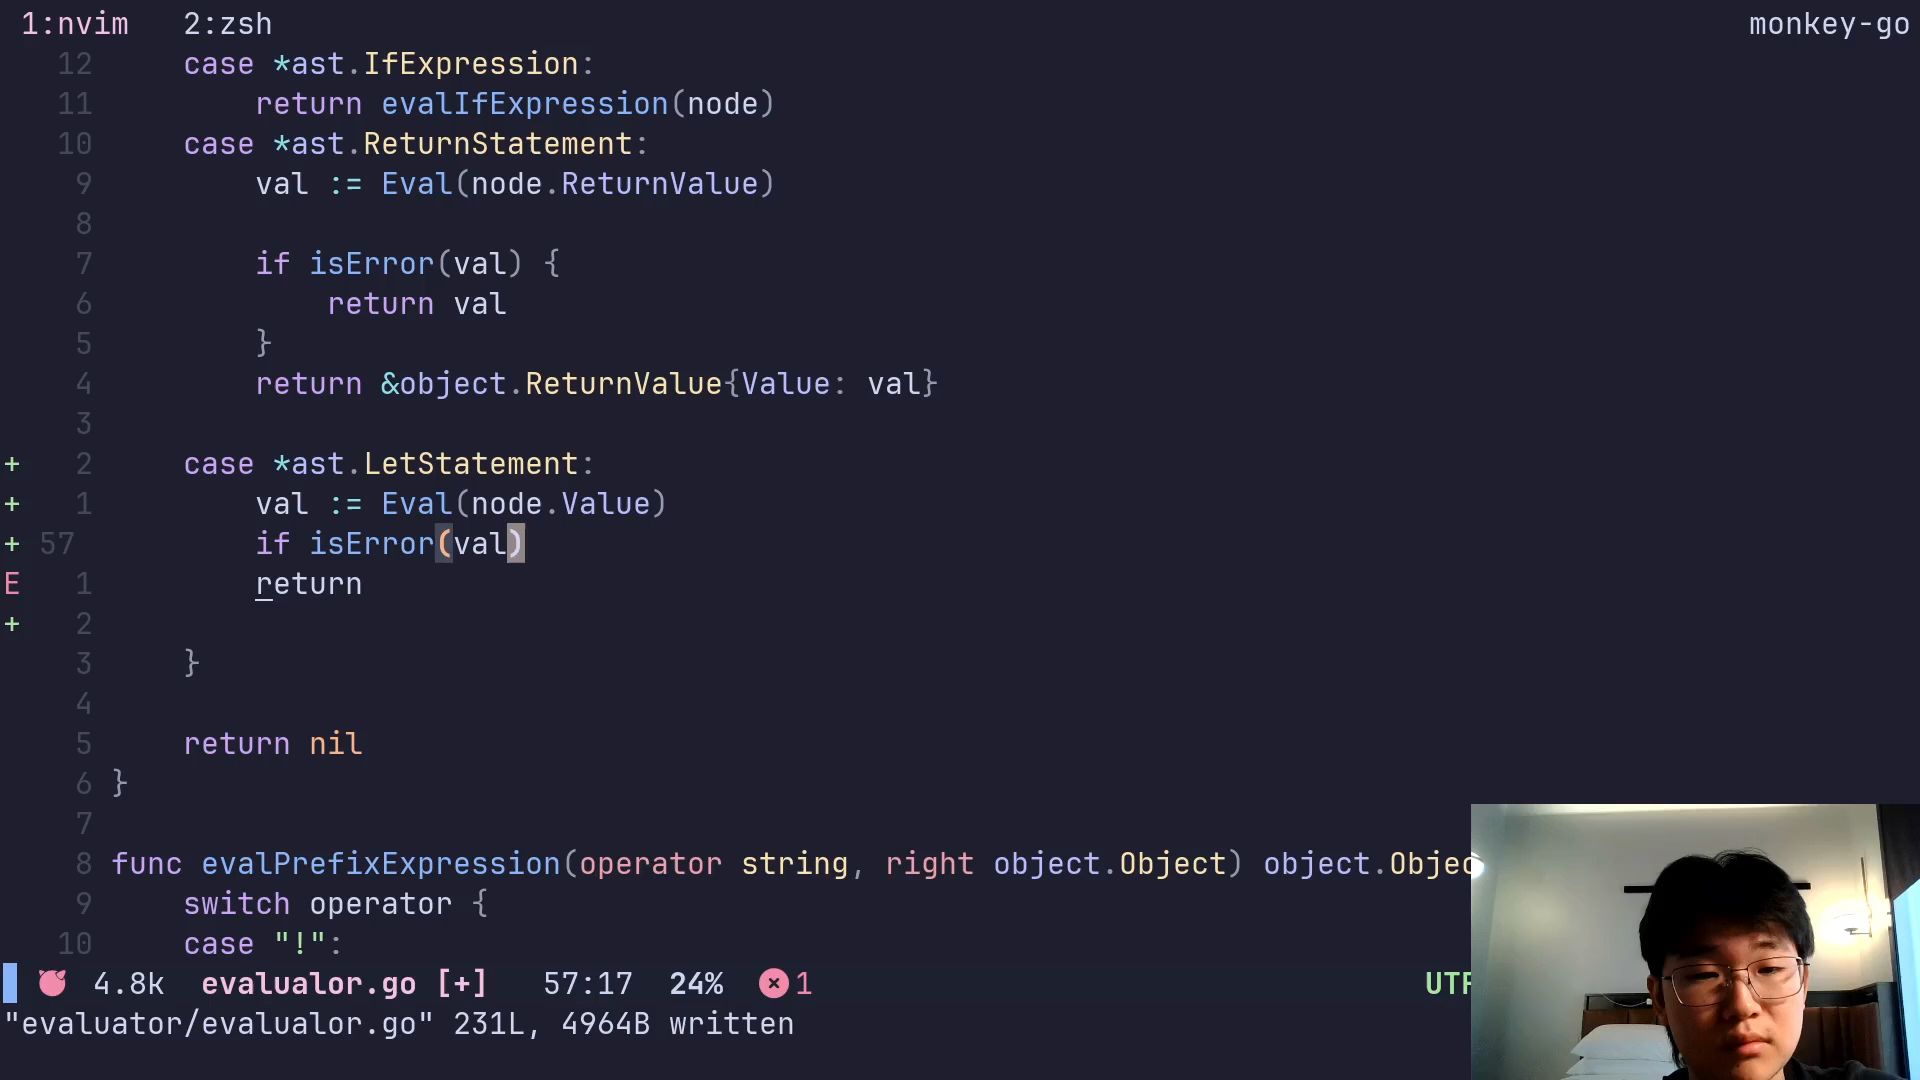 1:nvim 2:zsh monkey-go
12 case *ast.IfExpression:
11 return evalIfExpression(node)
10 case *ast.ReturnStatement:
9 val := Eval(node.ReturnValue)
8
7 if isError(val) {
6 return val
5 }
4 return &object.ReturnValue{Value: val}
3
+ 2 case *ast.LetStatement:
+ 1 val := Eval(node.Value)
+ 57 if isError(val)
E 1 return
+ 2
3 }
4
5 return nil
6 }
7
8 func evalPrefixExpression(operator string, right object.Object) object.Objec
9 switch operator {
10 case "!":
4.8k evalualor.go [+] 57:17 24% 1 UTF
"evaluator/evalualor.go" 231L, 4964B written